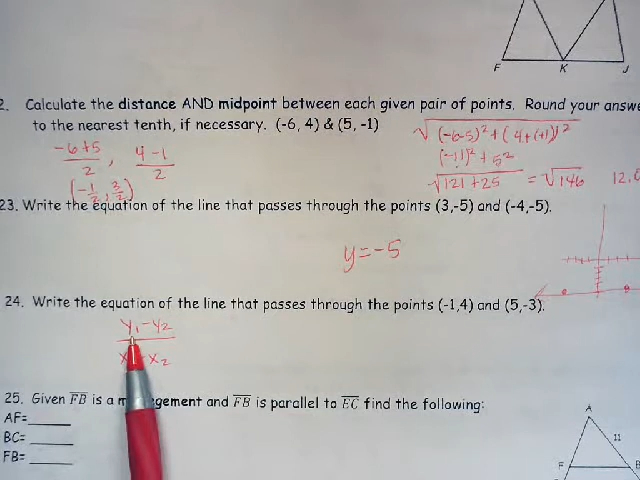 F K J
2. Calculate the distance AND midpoint between each given pair of points. Round your
to the nearest tenth, if necessary. (-6, 4) & (5, -1)
-6+5/2 , 4-1/2
(-1/2, 3/2)
√(-6-5)² + (4+(+1))²
(-11)² + 5²
√121+25 = √146 12.
23. Write the equation of the line that passes through the points (3,-5) and (-4,-5).
y=-5
24. Write the equation of the line that passes through the points (-1,4) and (5,-3).
y₁-y₂
x - x₂
25. Given FB is a and FB is parallel to EC find the following:
AF=
BC=
FB=
A
11
F B